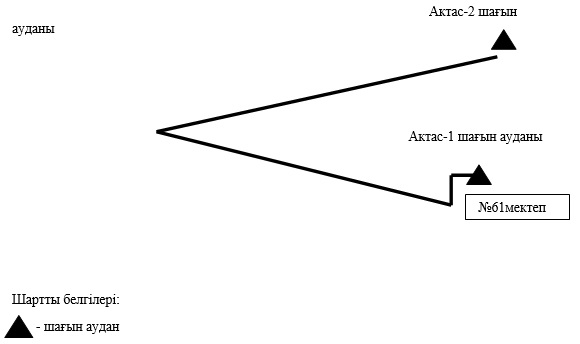 Актас-2 шағын
ауданы
Актас-1 шағын ауданы
№61мектеп
Шартты белгілері:
- шағын аудан